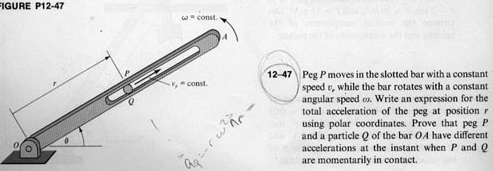 FIGURE P12-47
ω = const.
A
P
r
vᵣ = const.
Q
O
θ
12-47 Peg P moves in the slotted bar with a constant
speed vᵣ while the bar rotates with a constant
angular speed ω. Write an expression for the
total acceleration of the peg at position r
using polar coordinates. Prove that peg P
and a particle Q of the bar OA have different
accelerations at the instant when P and Q
are momentarily in contact.